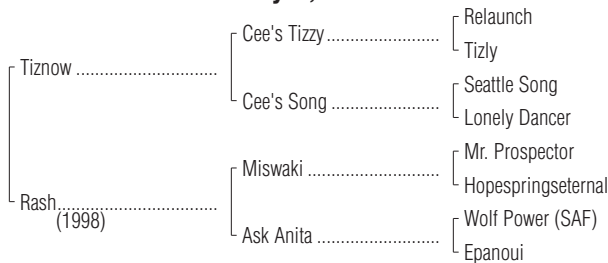 Relaunch
Cee's Tizzy
Tizly
Tiznow
Seattle Song
Cee's Song
Lonely Dancer
Mr. Prospector
Miswaki
Hopespringseternal
Rash
(1998)
Wolf Power (SAF)
Ask Anita
Epanoui